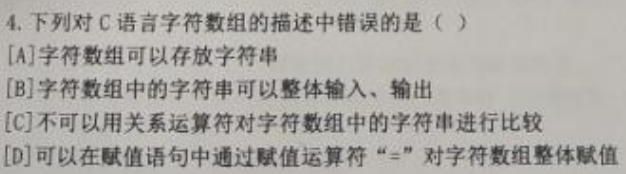 4. 下列对 C 语言字符数组的描述中错误的是（ ）
[A]字符数组可以存放字符串
[B]字符数组中的字符串可以整体输入、输出
[C]不可以用关系运算符对字符数组中的字符串进行比较
[D]可以在赋值语句中通过赋值运算符“=”对字符数组整体赋值